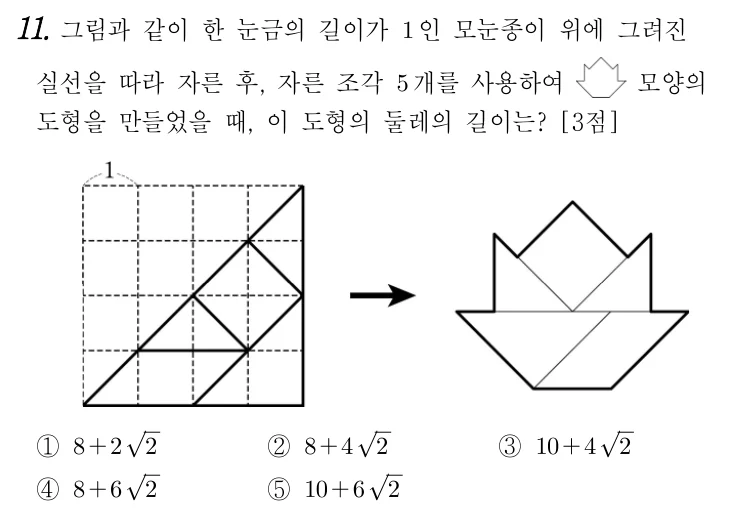 11. 그림과 같이 한 눈금의 길이가 1인 모눈종이 위에 그려진
실선을 따라 자른 후, 자른 조각 5개를 사용하여 모양의
도형을 만들었을 때, 이 도형의 둘레의 길이는? [3점]
1
① 8+2√2 ② 8+4√2 ③ 10+4√2
④ 8+6√2 ⑤ 10+6√2